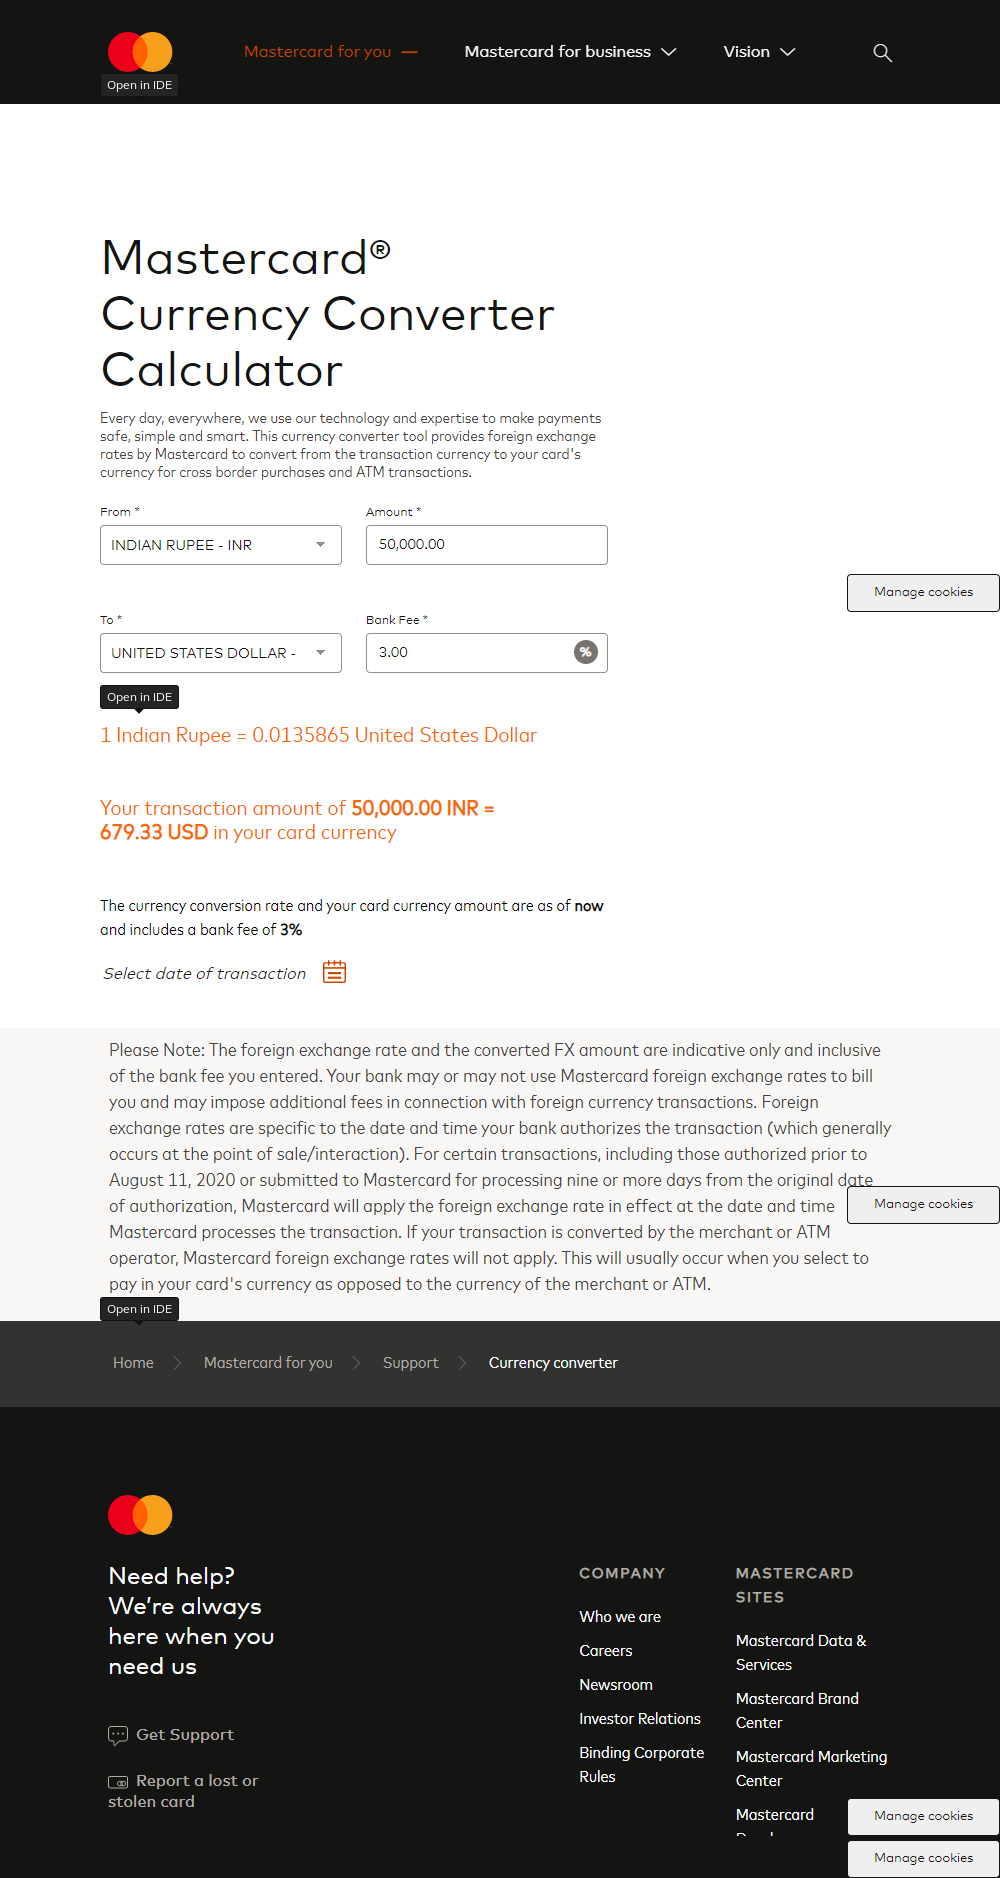 Mastercard for you
Mastercard for business
Vision
Open in IDE
Mastercard®
Currency Converter
Calculator
Every day, everywhere, we use our technology and expertise to make payments
safe, simple and smart. This currency converter tool provides foreign exchange
rates by Mastercard to convert from the transaction currency to your card's
currency for cross border purchases and ATM transactions.
From *
Amount *
INDIAN RUPEE - INR
50,000.00
Manage cookies
To *
Bank Fee *
UNITED STATES DOLLAR -
3.00
%
Open in IDE
1 Indian Rupee = 0.0135865 United States Dollar
Your transaction amount of 50,000.00 INR =
679.33 USD in your card currency
The currency conversion rate and your card currency amount are as of now
and includes a bank fee of 3%
Select date of transaction
Please Note: The foreign exchange rate and the converted FX amount are indicative only and inclusive
of the bank fee you entered. Your bank may or may not use Mastercard foreign exchange rates to bill
you and may impose additional fees in connection with foreign currency transactions. Foreign
exchange rates are specific to the date and time your bank authorizes the transaction (which generally
occurs at the point of sale/interaction). For certain transactions, including those authorized prior to
August 11, 2020 or submitted to Mastercard for processing nine or more days from the original date
of authorization, Mastercard will apply the foreign exchange rate in effect at the date and time
Manage cookies
Mastercard processes the transaction. If your transaction is converted by the merchant or ATM
operator, Mastercard foreign exchange rates will not apply. This will usually occur when you select to
pay in your card's currency as opposed to the currency of the merchant or ATM.
Open in IDE
Home
Mastercard for you
Support
Currency converter
Need help?
We're always
here when you
need us
Get Support
Report a lost or
stolen card
COMPANY
Who we are
Careers
Newsroom
Investor Relations
Binding Corporate
Rules
MASTERCARD
SITES
Mastercard Data &
Services
Mastercard Brand
Center
Mastercard Marketing
Center
Mastercard
Manage cookies
Manage cookies